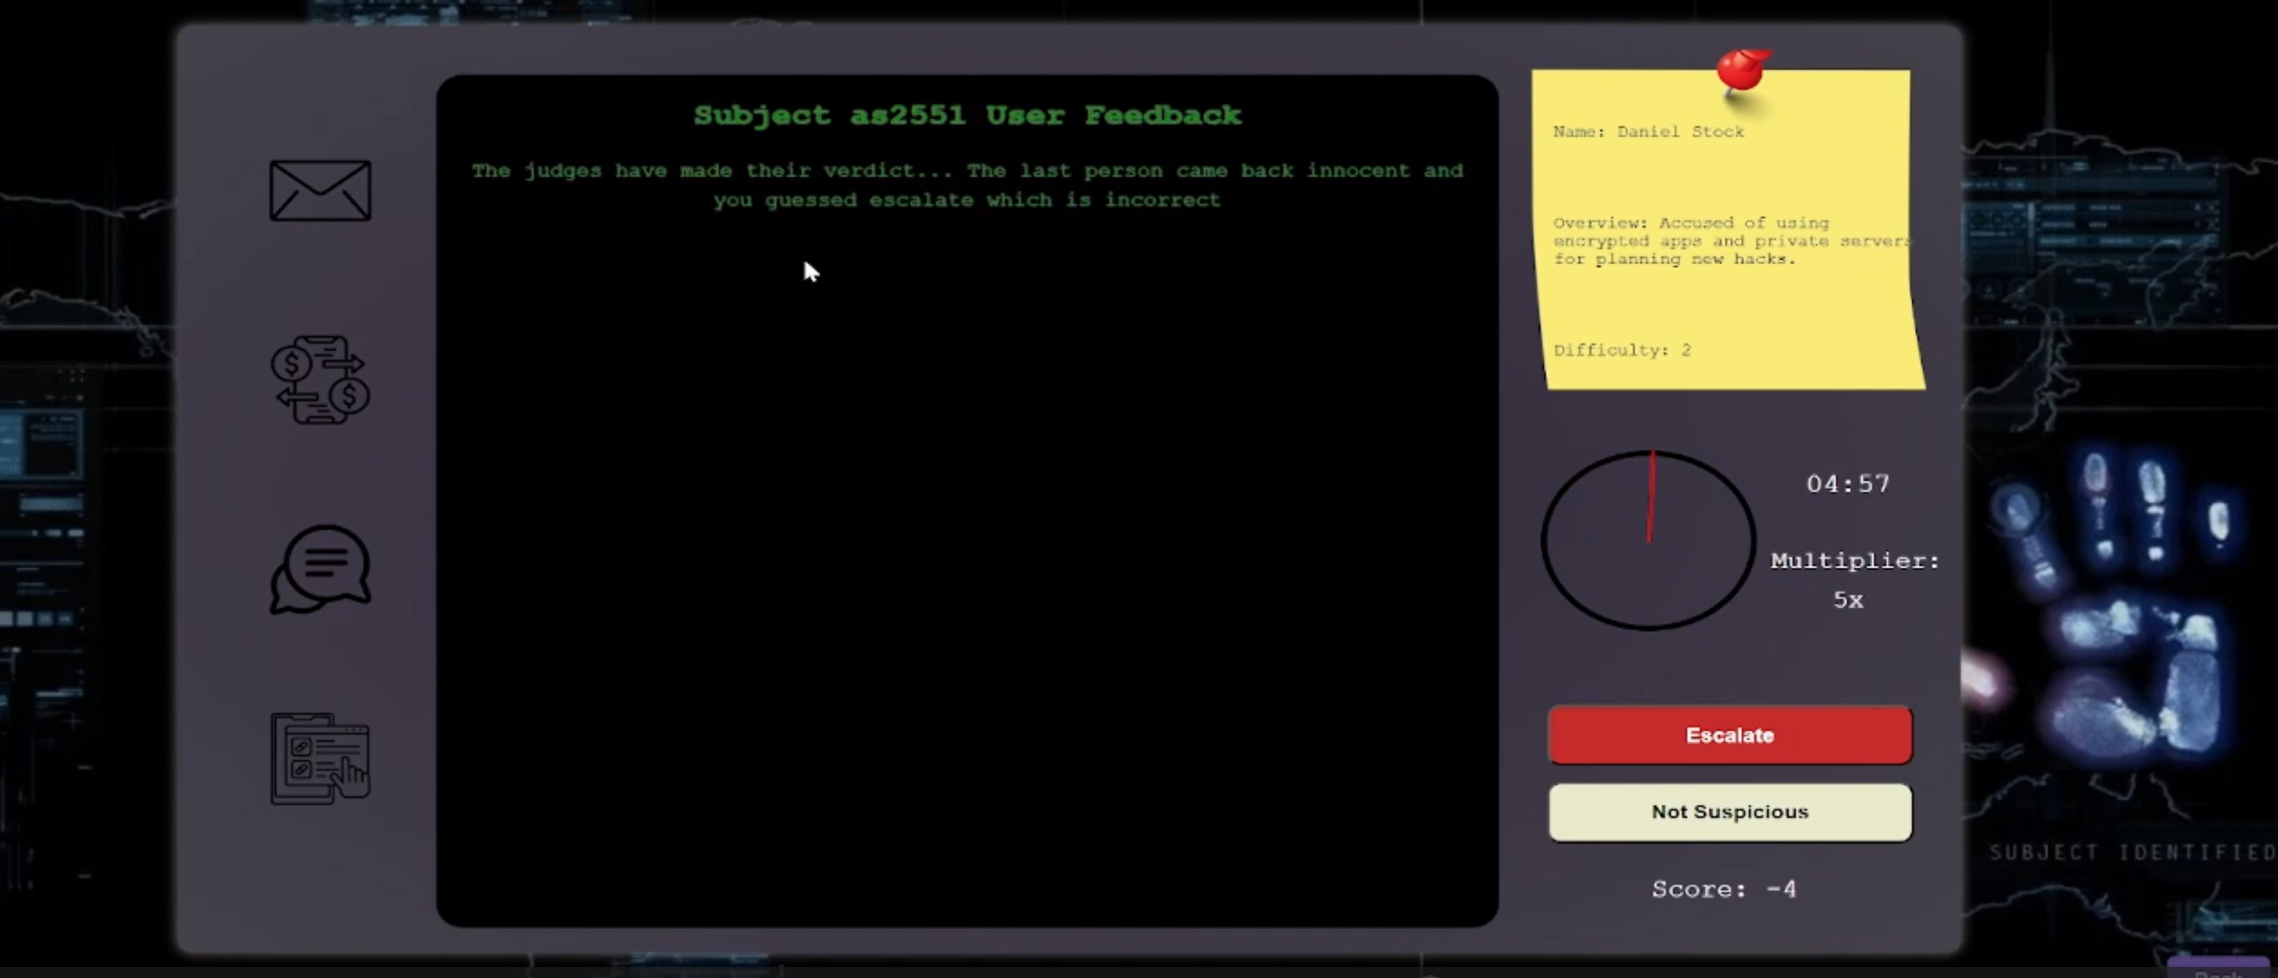 Subject as2551 User Feedback
The judges have made their verdict... The last person came back innocent and
you guessed escalate which is incorrect
Name: Daniel Stock
Overview: Accused of using
encrypted apps and private servers
for planning new hacks.
Difficulty: 2
04:57
Multiplier:
5x
Escalate
Not Suspicious
Score: -4
SUBJECT IDENTIFIED